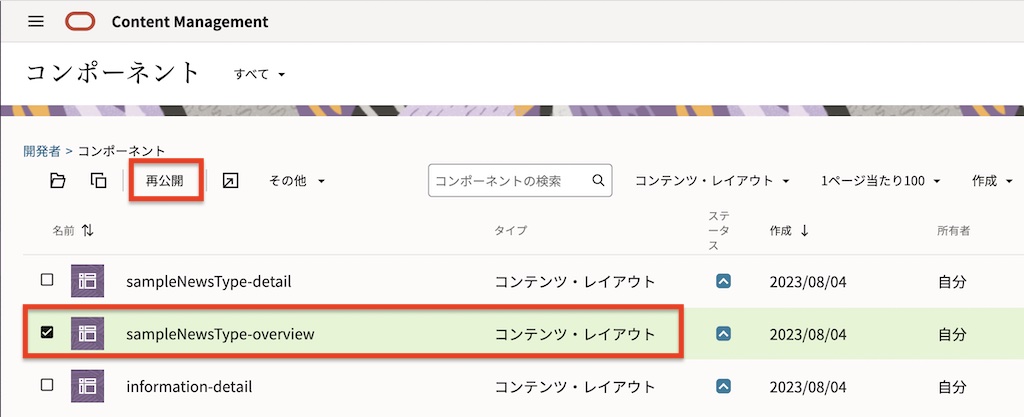 Content Management
コンポーネント すべて
開発者 > コンポーネント
再公開 その他 コンポーネントの検索 コンテンツ・レイアウト 1ページ当たり100 作成
名前 タイプ ステータス 作成 所有者
sampleNewsType-detail コンテンツ・レイアウト 2023/08/04 自分
sampleNewsType-overview コンテンツ・レイアウト 2023/08/04 自分
information-detail コンテンツ・レイアウト 2023/08/04 自分